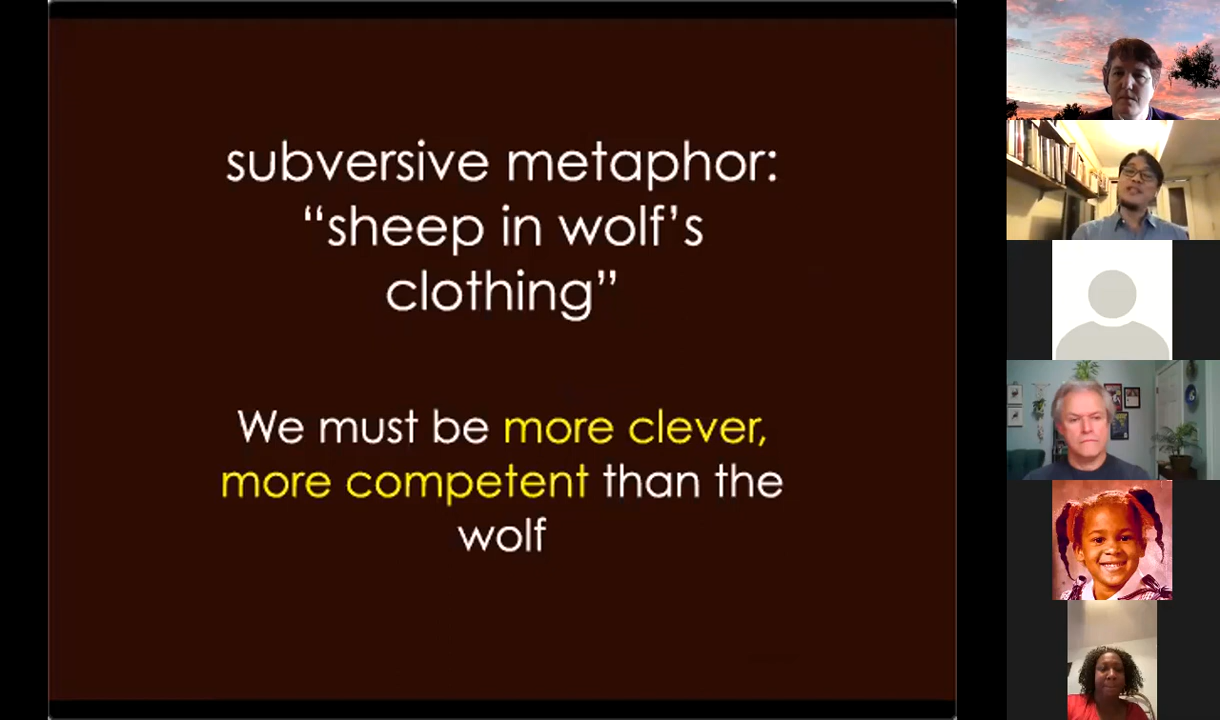 subversive metaphor:
“sheep in wolf’s
clothing”
We must be more clever,
more competent than the
wolf